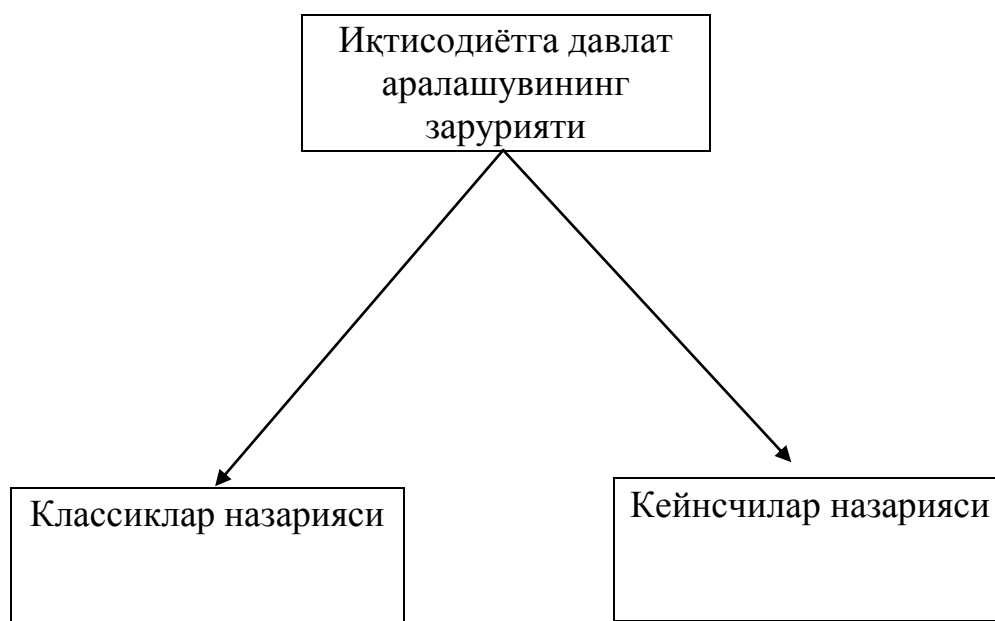 Иқтисодиётга давлат
аралашувининг
зарурияти
Классиклар назарияси
Кейнсчилар назарияси